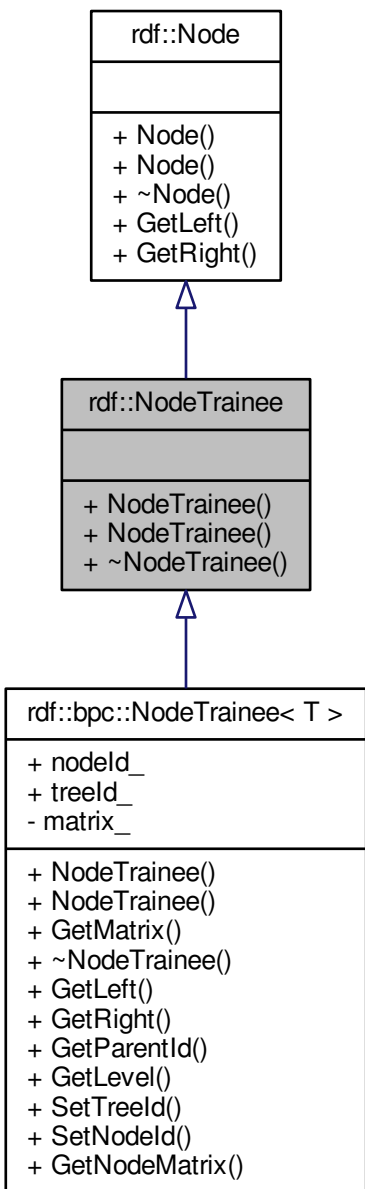 rdf::Node
+ Node()
+ Node()
+ ~Node()
+ GetLeft()
+ GetRight()
rdf::NodeTrainee
+ NodeTrainee()
+ NodeTrainee()
+ ~NodeTrainee()
rdf::bpc::NodeTrainee< T >
+ nodeId_
+ treeId_
- matrix_
+ NodeTrainee()
+ NodeTrainee()
+ GetMatrix()
+ ~NodeTrainee()
+ GetLeft()
+ GetRight()
+ GetParentId()
+ GetLevel()
+ SetTreeId()
+ SetNodeId()
+ GetNodeMatrix()